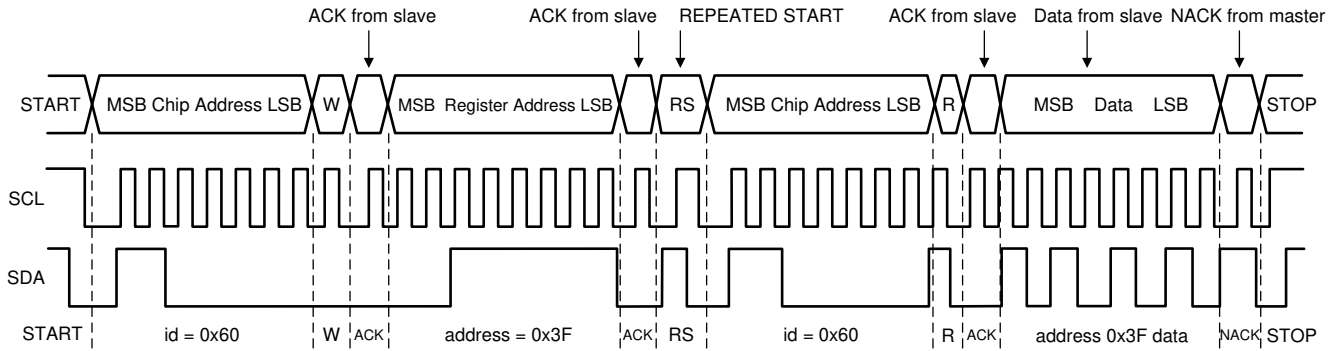 ACK from slave ACK from slave REPEATED START ACK from slave Data from slave NACK from master
START MSB Chip Address LSB W MSB Register Address LSB RS MSB Chip Address LSB R MSB Data LSB STOP
SCL
SDA
START id = 0x60 W ACK address = 0x3F ACK RS id = 0x60 R ACK address 0x3F data NACK STOP